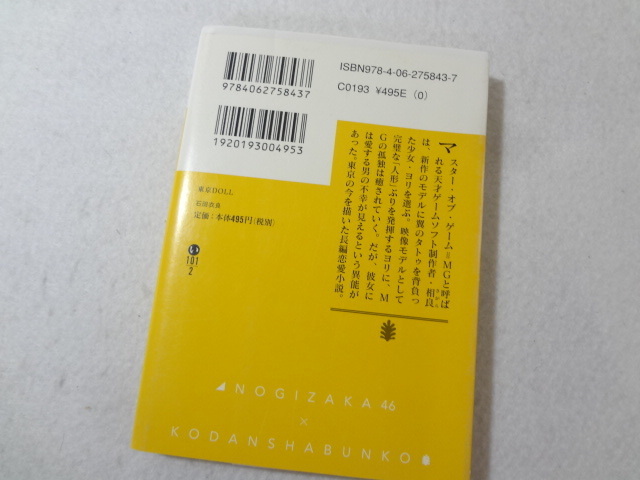 ISBN978-4-06-275843-7
C0193 ¥495E (0)
9784062758437
1920193004953
マスター・オブ・ゲーム=MGと呼ば
れる天才ゲームソフト制作者・相良
は、新作のモデルに翼のタトゥを背負っ
た少女・ヨリを選ぶ。映像モデルとして
完璧な「人形」ぶりを発揮するヨリに、M
Gの孤独は癒されていく。だが、彼女に
は愛する男の不幸が見えるという異能が
あった。東京の今を描いた長編恋愛小説。
東京DOLL
石田衣良
定価:本体495円(税別)
101
2
NOGIZAKA 46
×
KODANSHABUNKO